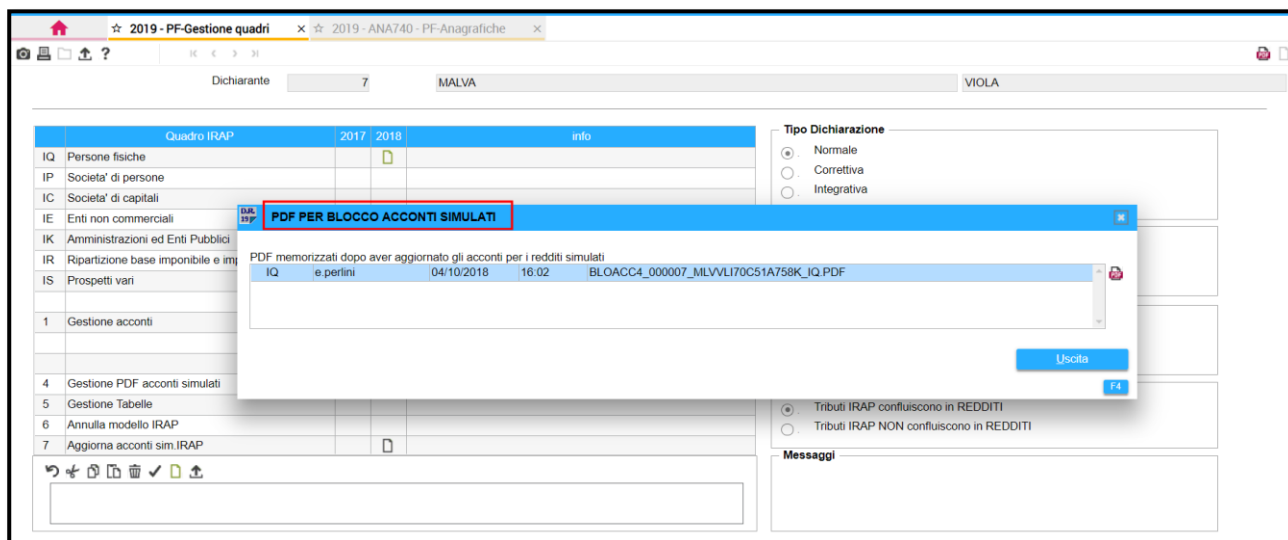 2019 - PF-Gestione quadri
2019 - ANA740 - PF-Anagrafiche
Dichiarante 7 MALVA VIOLA
Quadro IRAP 2017 2018 info
IQ Persone fisiche
IP Societa' di persone
IC Societa' di capitali
IE Enti non commerciali
IK Amministrazioni ed Enti Pubblici
IR Ripartizione base imponibile e imp
IS Prospetti vari
1 Gestione acconti
4 Gestione PDF acconti simulati
5 Gestione Tabelle
6 Annulla modello IRAP
7 Aggiorna acconti sim.IRAP
Tipo Dichiarazione
Normale
Correttiva
Integrativa
PDF PER BLOCCO ACCONTI SIMULATI
PDF memorizzati dopo aver aggiornato gli acconti per i redditi simulati
IQ e.perlini 04/10/2018 16:02 BLOACC4_000007_MLVVLI70C51A758K_IQ.PDF
Uscita
F4
Tributi IRAP confluiscono in REDDITI
Tributi IRAP NON confluiscono in REDDITI
Messaggi